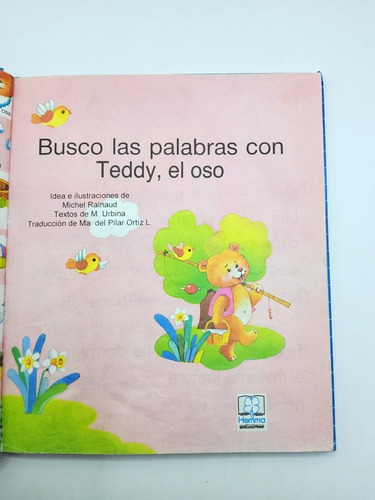 Busco las palabras con
Teddy, el oso
Idea e ilustraciones de
Michel Rainaud
Textos de M. Urbina
Traducción de Ma. del Pilar Ortiz L.
Hemma
ediciones